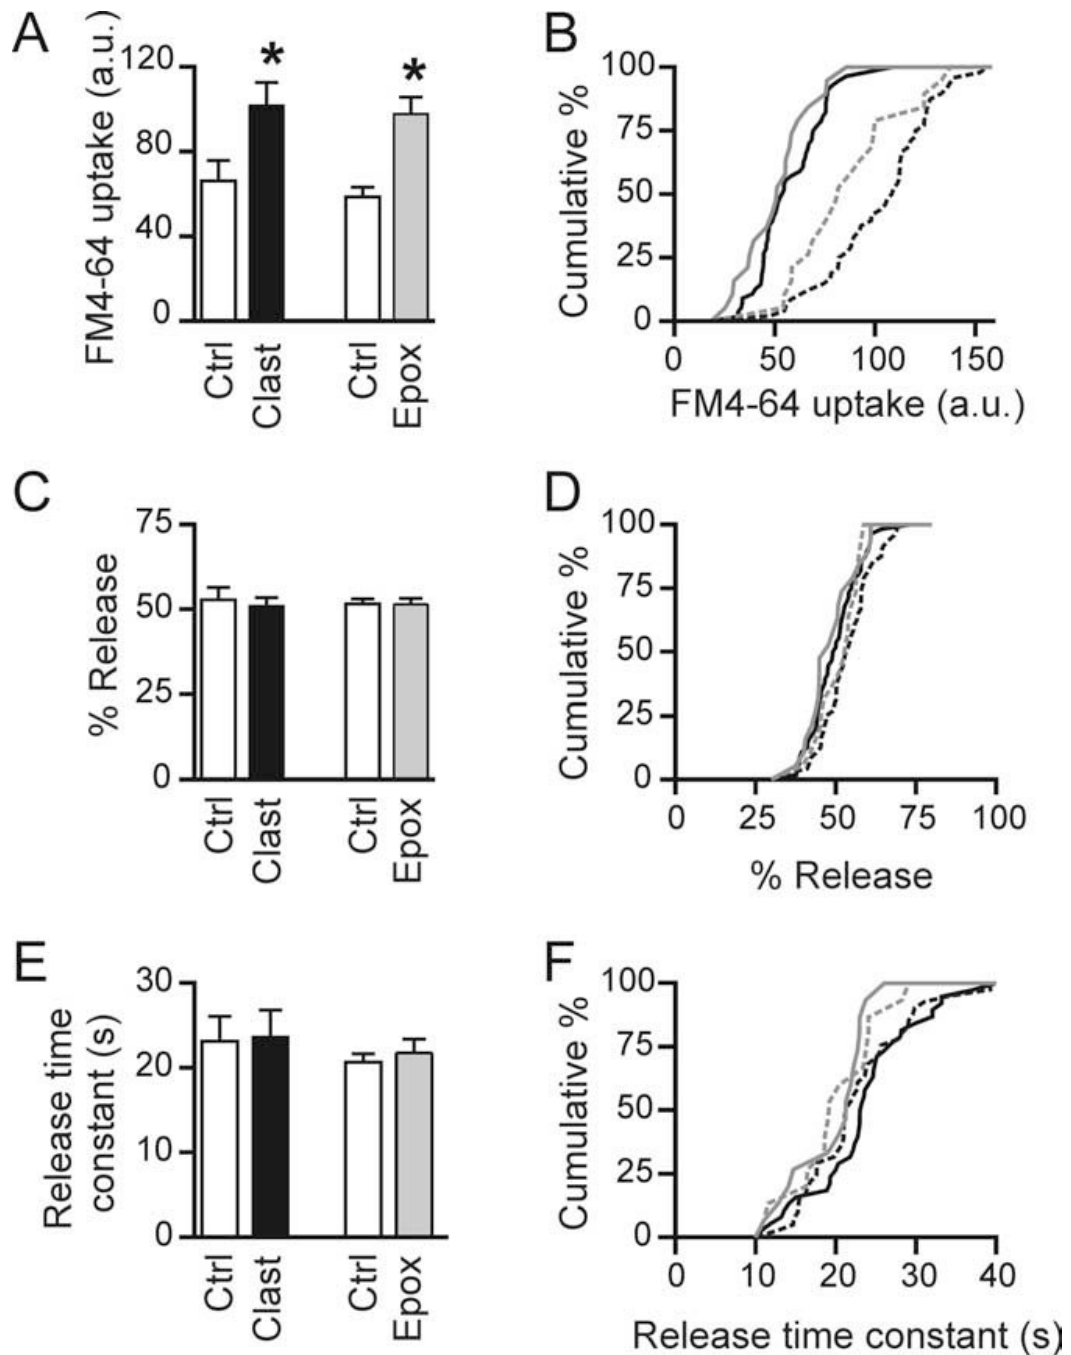 A
FM4-64 uptake (a.u.)
120
80
40
0
*
*
Ctrl
Clast
Ctrl
Epox
B
Cumulative %
100
75
50
25
0
0 50 100 150
FM4-64 uptake (a.u.)
C
% Release
75
50
25
0
Ctrl
Clast
Ctrl
Epox
D
Cumulative %
100
75
50
25
0
0 25 50 75 100
% Release
E
Release time
constant (s)
30
20
10
0
Ctrl
Clast
Ctrl
Epox
F
Cumulative %
100
75
50
25
0
0 10 20 30 40
Release time constant (s)